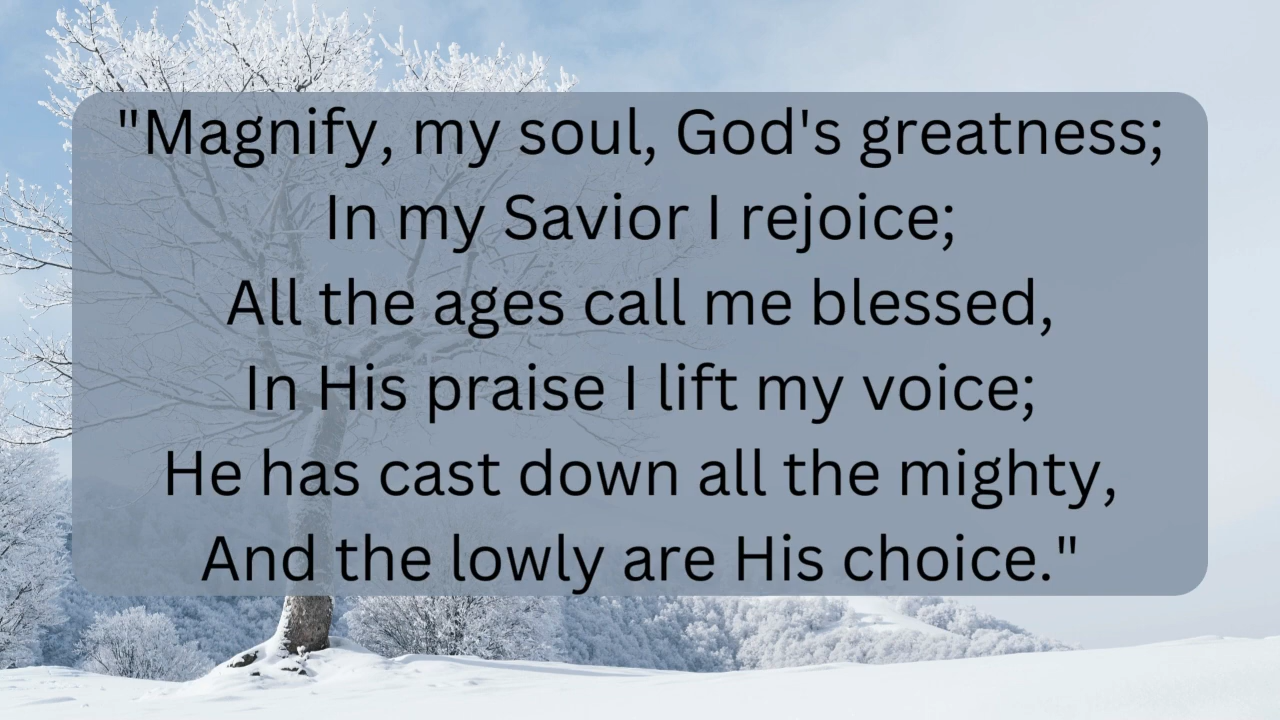 "Magnify, my soul, God's greatness;
In my Savior I rejoice;
All the ages call me blessed,
In His praise I lift my voice;
He has cast down all the mighty,
And the lowly are His choice."